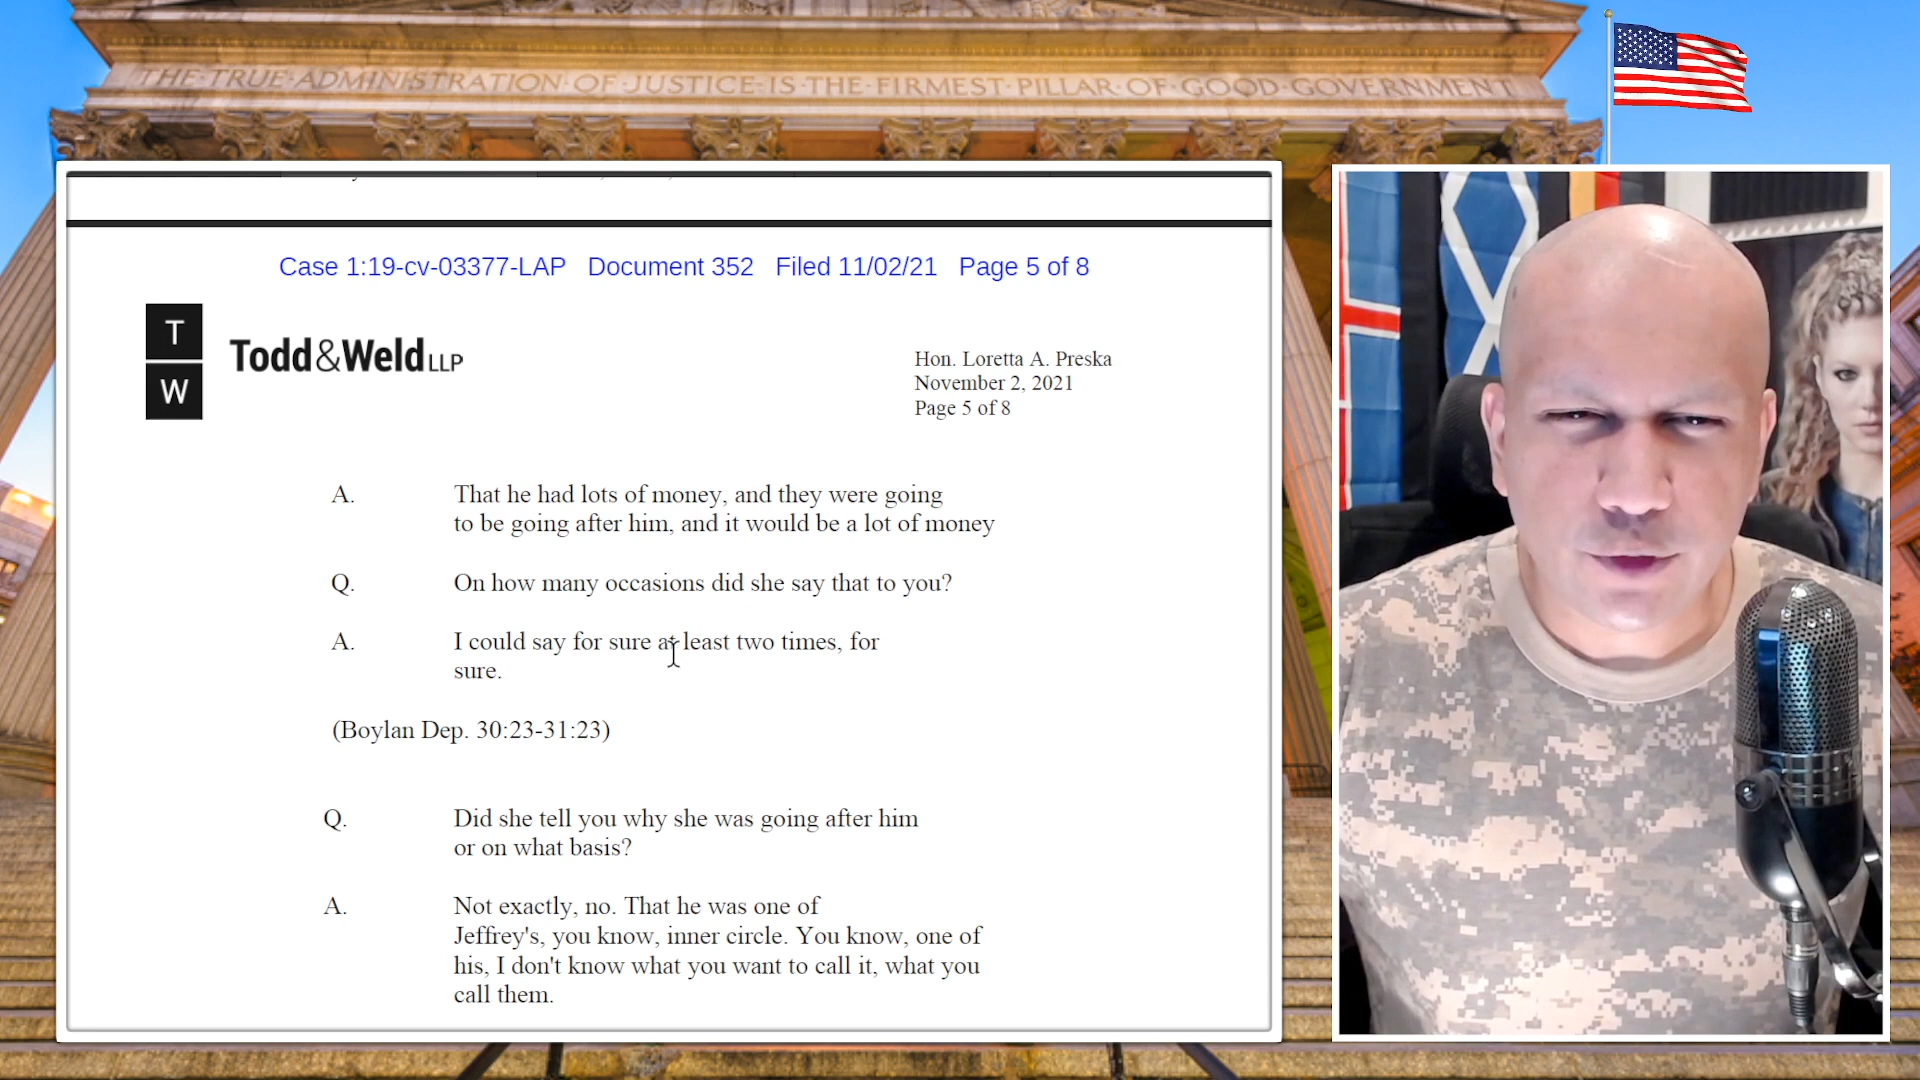 THE·TRUE·ADMINISTRATION·OF·JUSTICE·IS·THE·FIRMEST·PILLAR·OF·GOOD·GOVERNMENT
Case 1:19-cv-03377-LAP Document 352 Filed 11/02/21 Page 5 of 8
T
W
Todd&Weld LLP
Hon. Loretta A. Preska
November 2, 2021
Page 5 of 8
A. That he had lots of money, and they were going
to be going after him, and it would be a lot of money
Q. On how many occasions did she say that to you?
A. I could say for sure at least two times, for
sure.
(Boylan Dep. 30:23-31:23)
Q. Did she tell you why she was going after him
or on what basis?
A. Not exactly, no. That he was one of
Jeffrey's, you know, inner circle. You know, one of
his, I don't know what you want to call it, what you
call them.